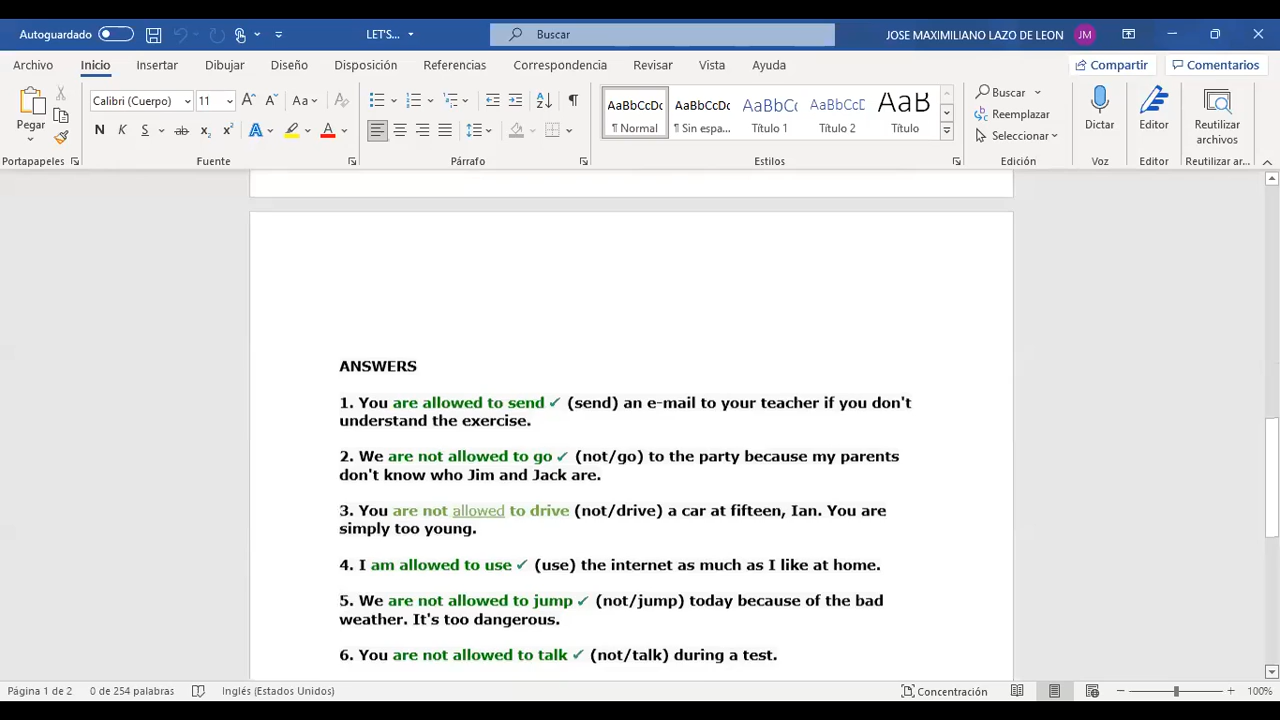 Autoguardado
LET'S...
Buscar
JOSE MAXIMILIANO LAZO DE LEON
JM
Archivo Inicio Insertar Dibujar Diseño Disposición Referencias Correspondencia Revisar Vista Ayuda
Compartir Comentarios
Pegar
Calibri (Cuerpo) 11
Aa
N K S ab x₂ x² A A
AaBbCcDc AaBbCcDc AaBbCc AaBbCcD AaB
¶ Normal ¶ Sin espa... Título 1 Título 2 Título
Buscar
Reemplazar
Seleccionar
Dictar
Editor
Reutilizar
archivos
Portapapeles Fuente Párrafo Estilos Edición Voz Editor Reutilizar ar...
ANSWERS
1. You are allowed to send ✓ (send) an e-mail to your teacher if you don't
understand the exercise.
2. We are not allowed to go ✓ (not/go) to the party because my parents
don't know who Jim and Jack are.
3. You are not allowed to drive (not/drive) a car at fifteen, Ian. You are
simply too young.
4. I am allowed to use ✓ (use) the internet as much as I like at home.
5. We are not allowed to jump ✓ (not/jump) today because of the bad
weather. It's too dangerous.
6. You are not allowed to talk ✓ (not/talk) during a test.
Página 1 de 2 0 de 254 palabras Inglés (Estados Unidos) Concentración 100%